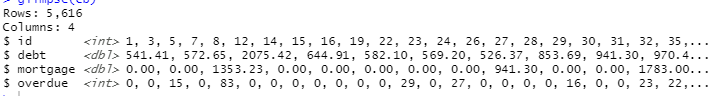 > glimpse(cb)
Rows: 5,616
Columns: 4
$ id <int> 1, 3, 5, 7, 8, 12, 14, 15, 16, 19, 22, 23, 24, 26, 27, 28, 29, 30, 31, 32, 35,...
$ debt <dbl> 541.41, 572.65, 2075.42, 644.91, 582.10, 569.20, 526.37, 853.69, 941.30, 970.4...
$ mortgage <dbl> 0.00, 0.00, 1353.23, 0.00, 0.00, 0.00, 0.00, 0.00, 941.30, 0.00, 1783.00...
$ overdue <int> 0, 0, 15, 0, 83, 0, 0, 0, 0, 0, 0, 29, 0, 27, 0, 0, 0, 0, 16, 0, 0, 23, 22,...